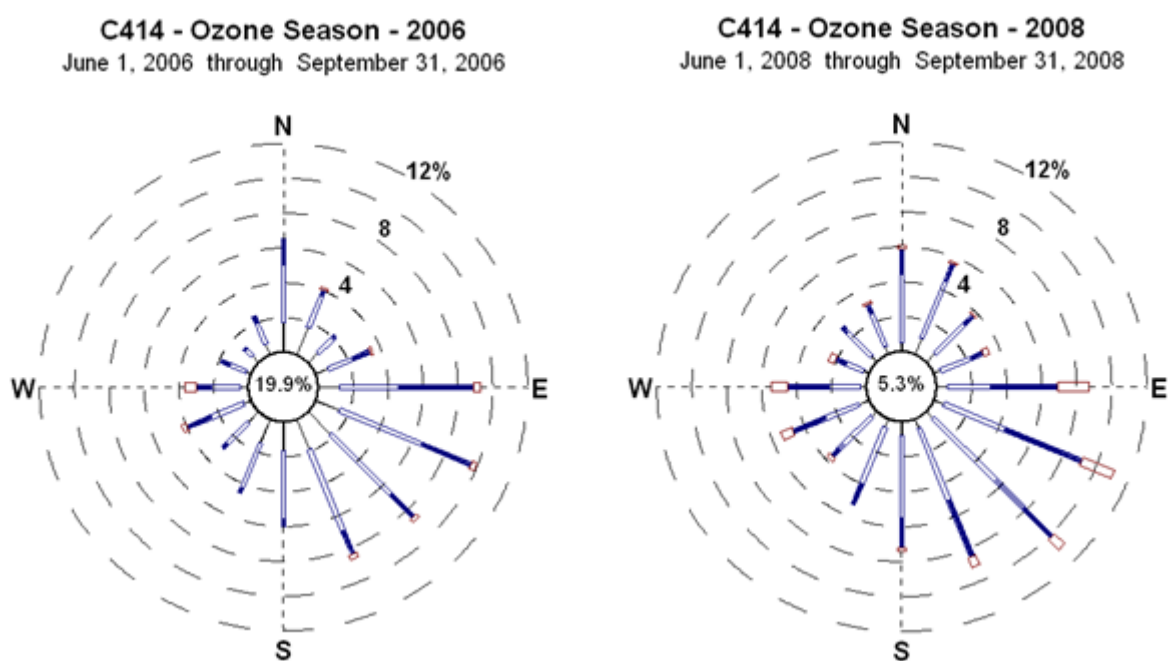 C414 - Ozone Season - 2006
June 1, 2006 through September 31, 2006
N
12%
8
4
W
19.9%
E
S
C414 - Ozone Season - 2008
June 1, 2008 through September 31, 2008
N
12%
8
4
W
5.3%
E
S